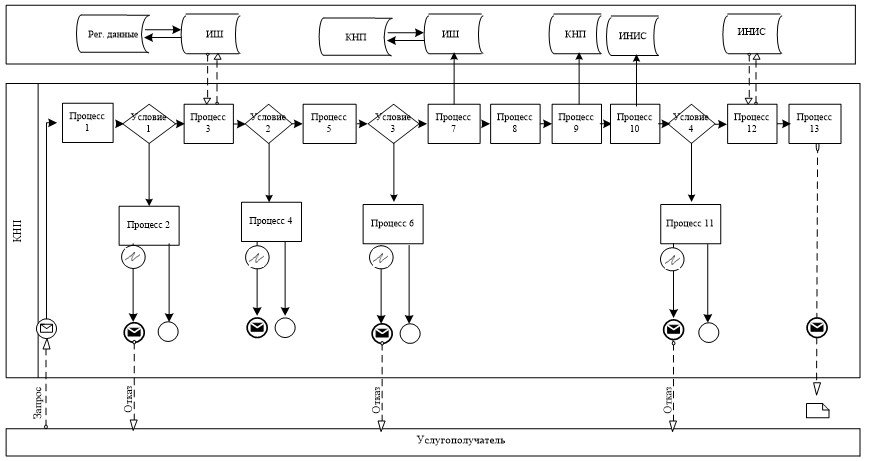 Рег. данные
ИШ
КНП
ИШ
КНП
ИНИС
ИНИС
КНП
Процесс
1
Условие
1
Процесс
3
Условие
2
Процесс
5
Условие
3
Процесс
7
Процесс
8
Процесс
9
Процесс
10
Условие
4
Процесс
12
Процесс
13
Процесс 2
Процесс 4
Процесс 6
Процесс 11
Запрос
Отказ
Отказ
Отказ
Услугополучатель